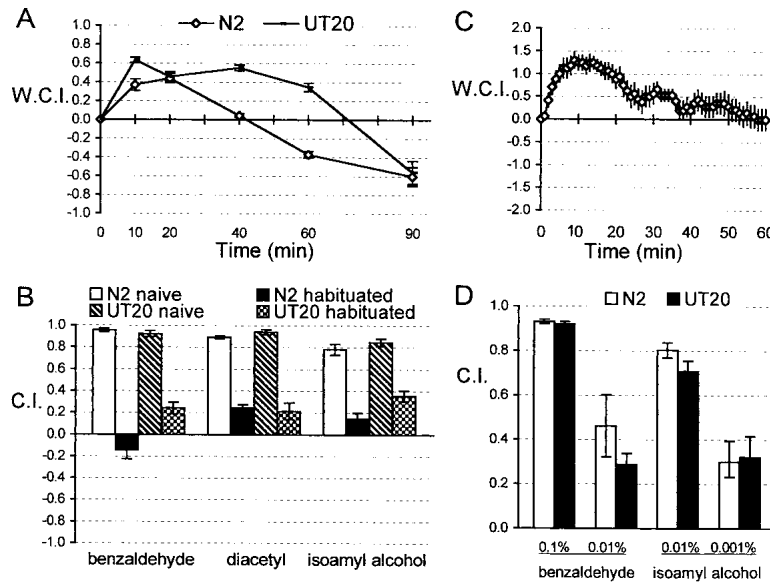 A
N2
UT20
1.0
0.8
0.6
0.4
0.2
W.C.I.
0.0
-0.2
-0.4
-0.6
-0.8
-1.0
0 10 20 40 60 90
Time (min)
C
2.0
1.5
1.0
W.C.I.
0.5
0.0
-0.5
-1.0
-1.5
-2.0
0 10 20 30 40 50 60
Time (min)
B
N2 naive
N2 habituated
UT20 naive
UT20 habituated
1.0
0.8
0.6
0.4
C.I.
0.2
0.0
-0.2
-0.4
-0.6
-0.8
-1.0
benzaldehyde diacetyl isoamyl alcohol
D
N2
UT20
1.0
0.8
C.I.
0.6
0.4
0.2
0.0
0.1% 0.01% 0.01% 0.001%
benzaldehyde isoamyl alcohol